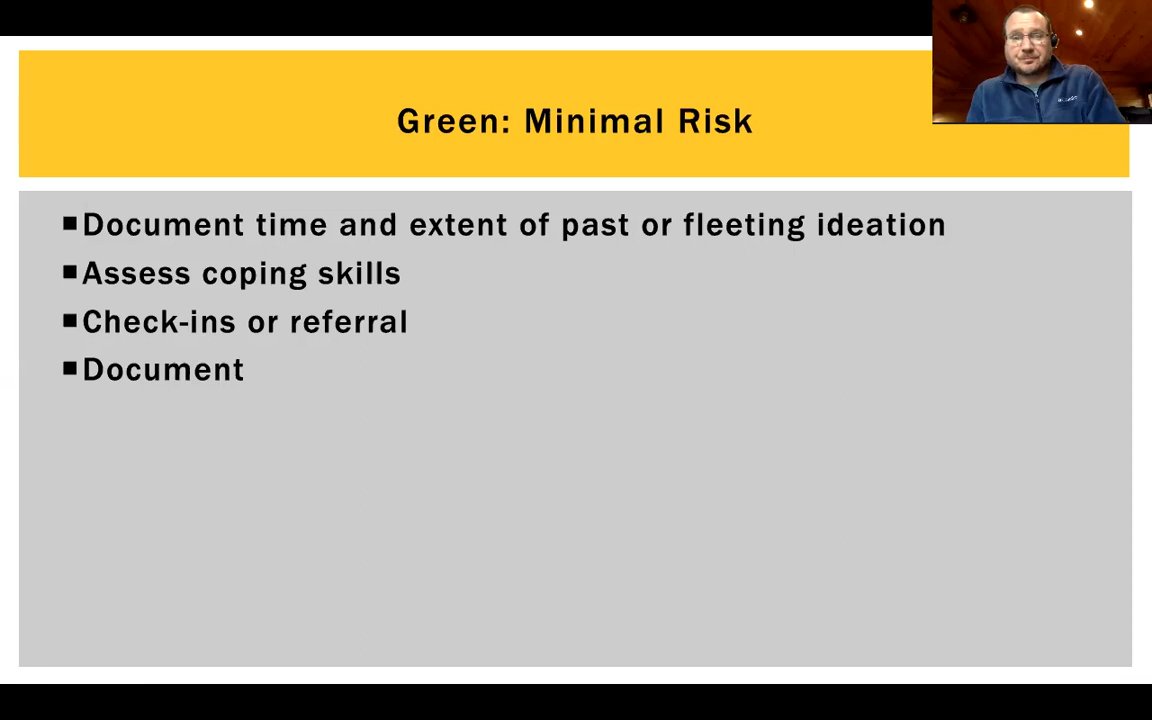 Green: Minimal Risk
Document time and extent of past or fleeting ideation
Assess coping skills
Check-ins or referral
Document